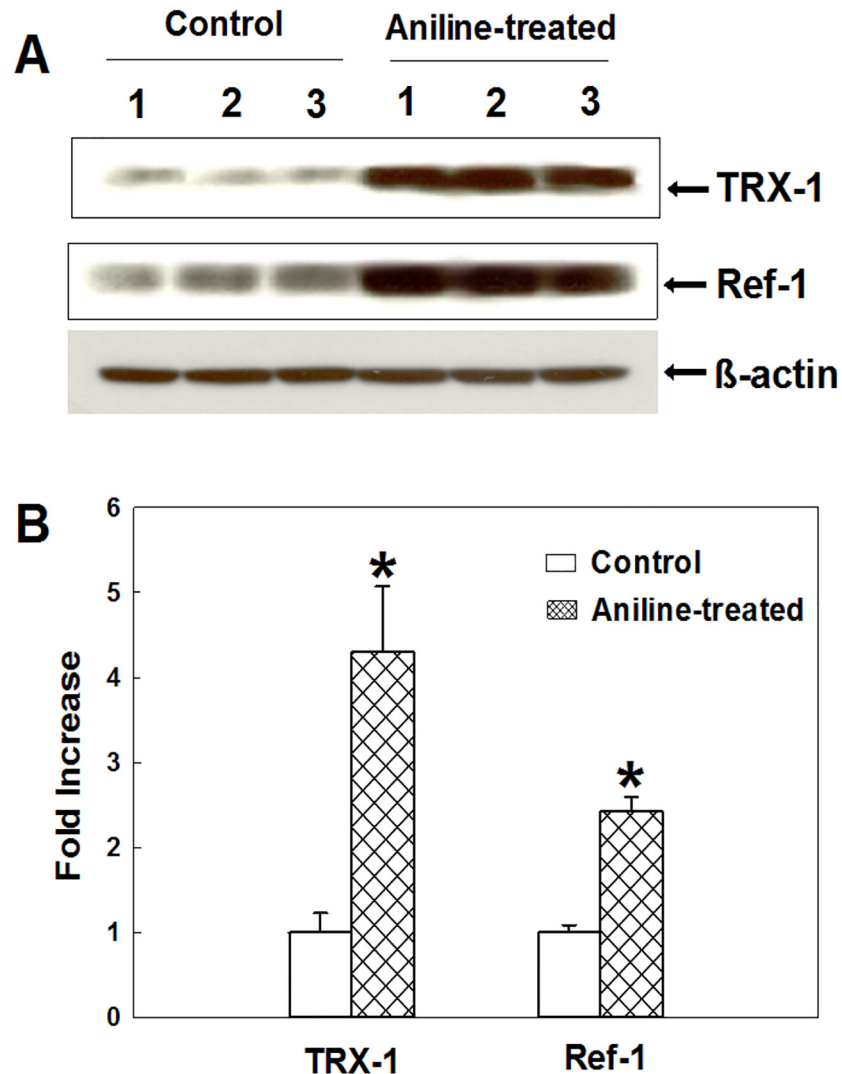 A
Control
Aniline-treated
1 2 3 1 2 3
TRX-1
Ref-1
ß-actin
B
6
5
4
3
2
1
0
Fold Increase
*
*
Control
Aniline-treated
TRX-1
Ref-1